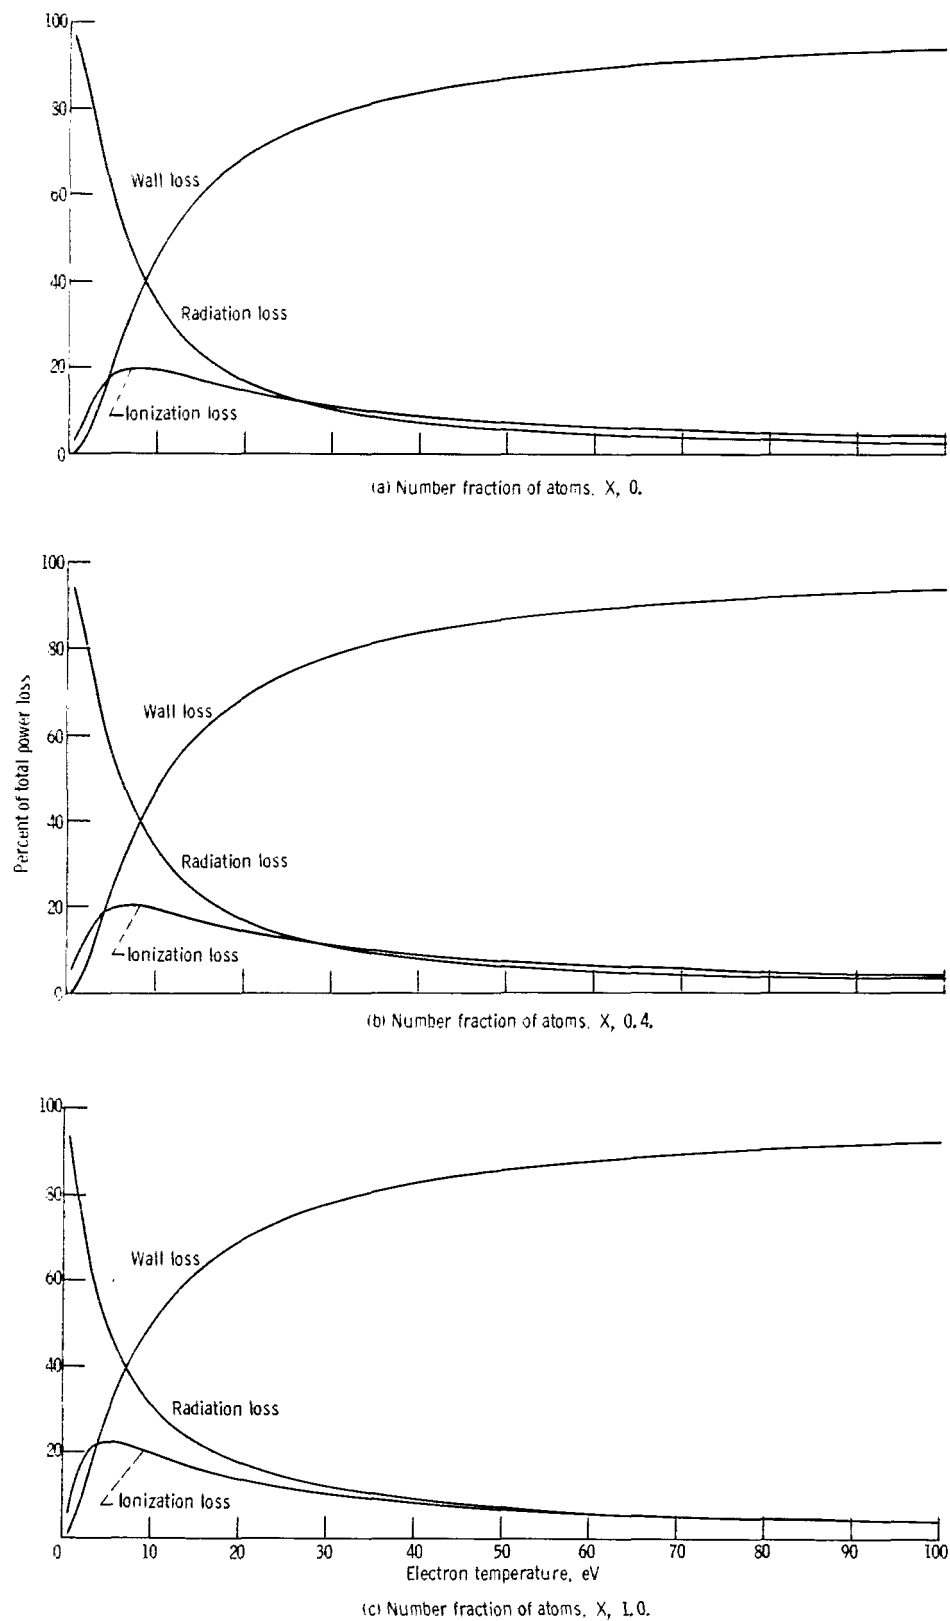 100
80
60
40
20
0
Wall loss
Radiation loss
Ionization loss
(a) Number fraction of atoms, X, 0.
Percent of total power loss
100
80
60
40
20
0
Wall loss
Radiation loss
Ionization loss
(b) Number fraction of atoms, X, 0.4.
100
80
60
40
20
Wall loss
Radiation loss
Ionization loss
0 10 20 30 40 50 60 70 80 90 100
Electron temperature, eV
(c) Number fraction of atoms, X, 1.0.